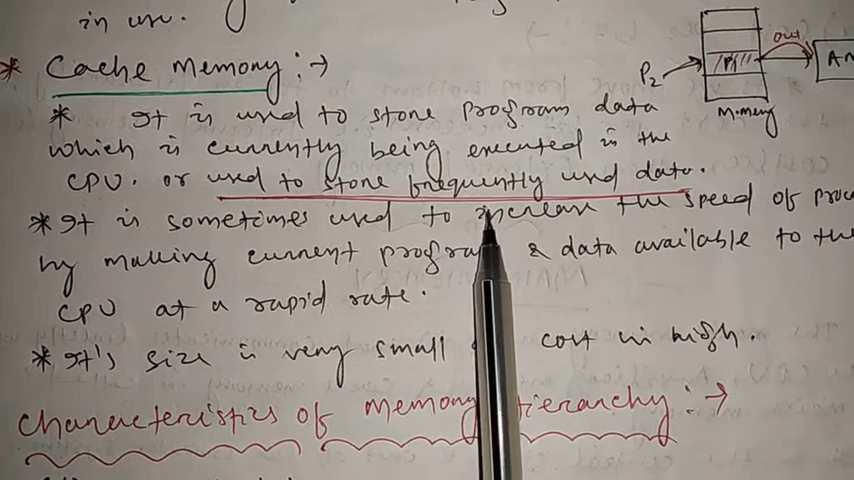 in use.
* Cache Memory :→
* It is used to store program data
which is currently being executed in the
CPU. or used to store frequently used data.
* It is sometimes used to increase the speed of
by making current program & data available to the
CPU at a rapid rate.
* It's size is very small cost in high.
Characteristics of Memory Hierarchy :→
P2
out
Memory